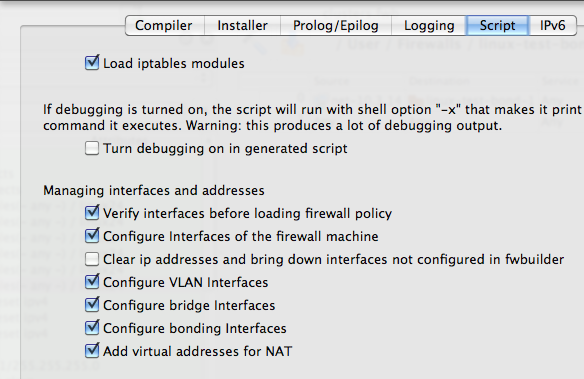 Compiler Installer Prolog/Epilog Logging Script IPv6
Load iptables modules
If debugging is turned on, the script will run with shell option "-x" that makes it print
command it executes. Warning: this produces a lot of debugging output.
Turn debugging on in generated script
Managing interfaces and addresses
Verify interfaces before loading firewall policy
Configure Interfaces of the firewall machine
Clear ip addresses and bring down interfaces not configured in fwbuilder
Configure VLAN Interfaces
Configure bridge Interfaces
Configure bonding Interfaces
Add virtual addresses for NAT